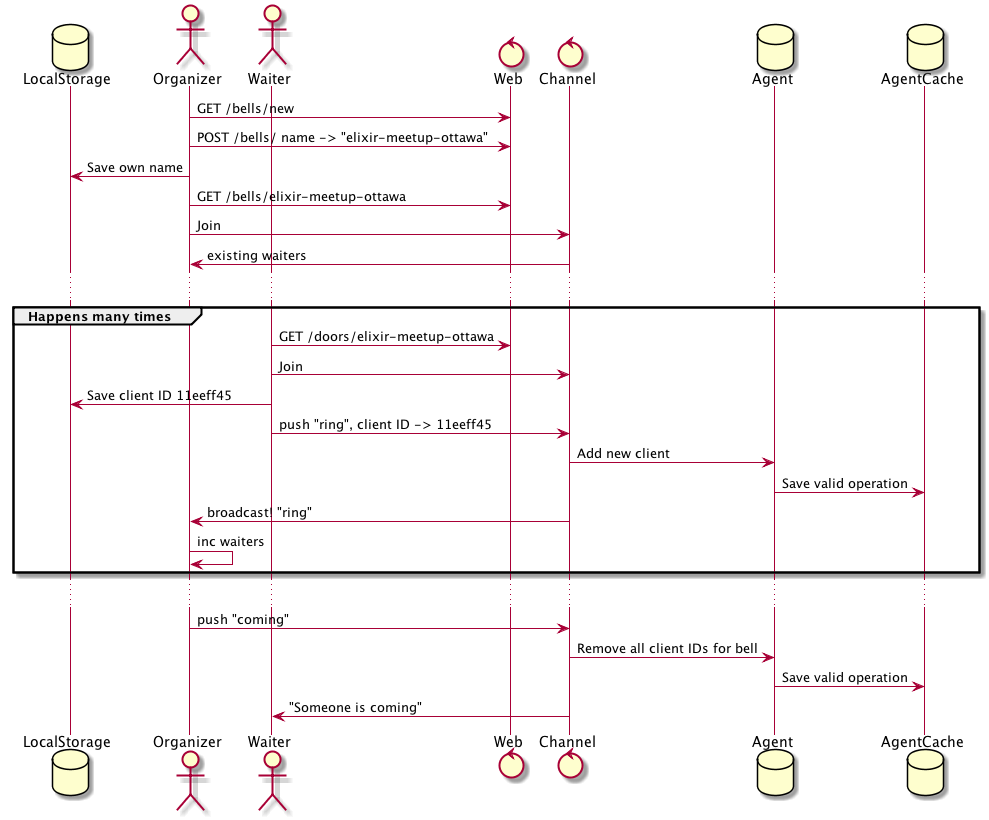 LocalStorage Organizer Waiter Web Channel Agent AgentCache
GET /bells/new
POST /bells/ name -> "elixir-meetup-ottawa"
Save own name
GET /bells/elixir-meetup-ottawa
Join
existing waiters
Happens many times
GET /doors/elixir-meetup-ottawa
Join
Save client ID 11eeff45
push "ring", client ID -> 11eeff45
Add new client
Save valid operation
broadcast! "ring"
inc waiters
push "coming"
Remove all client IDs for bell
Save valid operation
"Someone is coming"
LocalStorage Organizer Waiter Web Channel Agent AgentCache